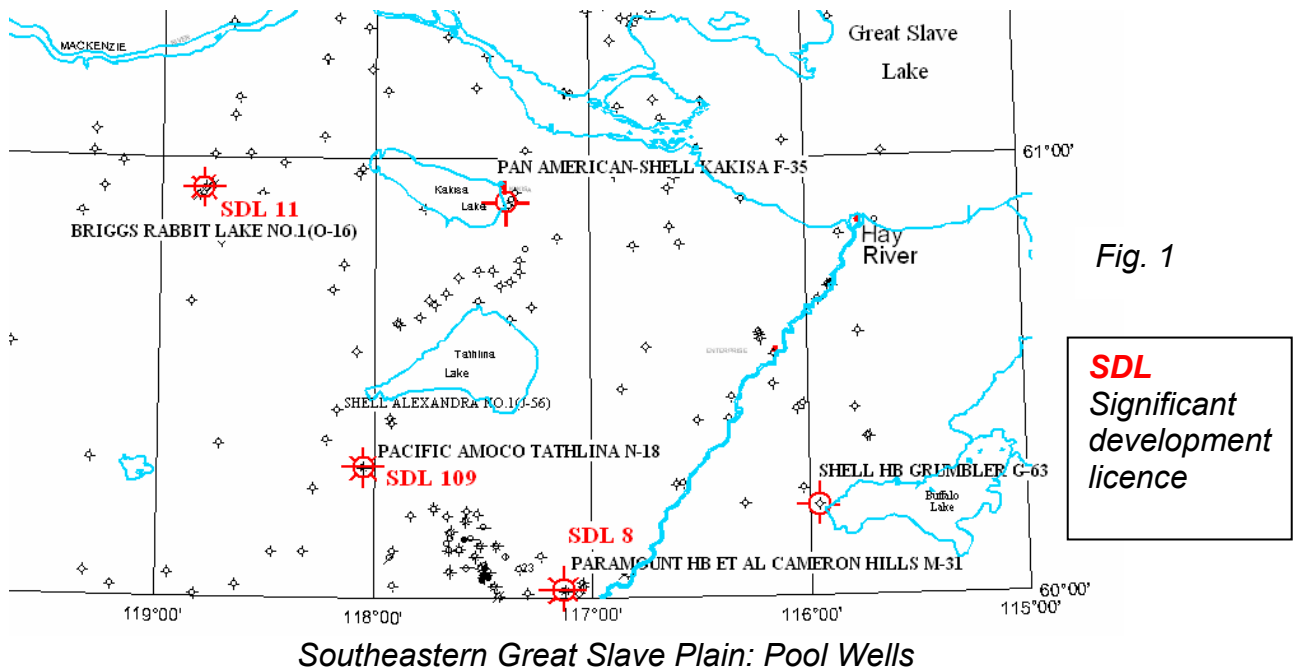 MACKENZIE
RIVER
Great Slave
Lake
61°00'
PAN AMERICAN-SHELL KAKISA F-35
Kakisa
Lake
SDL 11
BRIGGS RABBIT LAKE NO.1(O-16)
Hay
River
Fig. 1
Tathlina
Lake
ENTERPRISE
SDL
Significant
development
licence
SHELL ALEXANDRA NO.1(J-56)
PACIFIC AMOCO TATHLINA N-18
SDL 109
SHELL HB GRUMBLER G-63
Buffalo
Lake
SDL 8
PARAMOUNT HB ET AL CAMERON HILLS M-31
23
60°00'
119°00'
118°00'
117°00'
116°00'
115°00'
Southeastern Great Slave Plain: Pool Wells